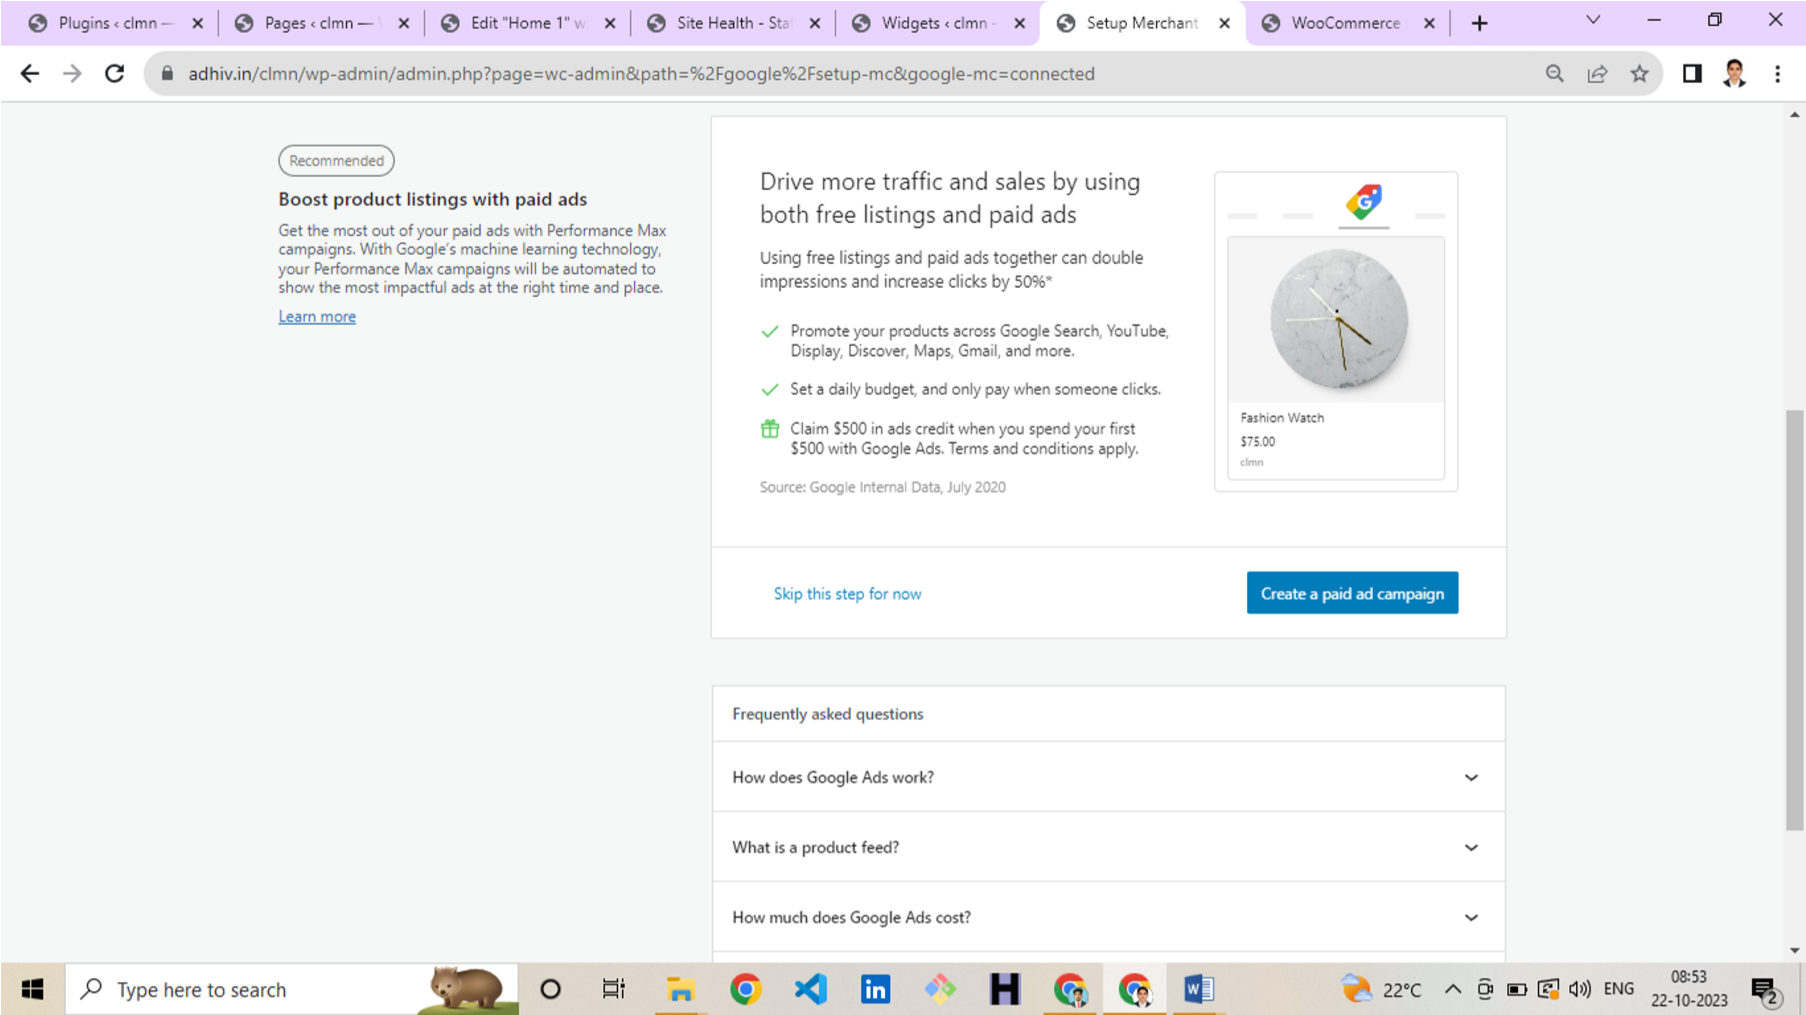 Plugins ‹ clmn —
Pages ‹ clmn —
Edit "Home 1" w
Site Health - Sta
Widgets ‹ clmn -
Setup Merchant
WooCommerce
adhiv.in/clmn/wp-admin/admin.php?page=wc-admin&path=%2Fgoogle%2Fsetup-mc&google-mc=connected
Recommended
Boost product listings with paid ads
Get the most out of your paid ads with Performance Max
campaigns. With Google's machine learning technology,
your Performance Max campaigns will be automated to
show the most impactful ads at the right time and place.
Learn more
Drive more traffic and sales by using
both free listings and paid ads
Using free listings and paid ads together can double
impressions and increase clicks by 50%*
Promote your products across Google Search, YouTube,
Display, Discover, Maps, Gmail, and more.
Set a daily budget, and only pay when someone clicks.
Claim $500 in ads credit when you spend your first
$500 with Google Ads. Terms and conditions apply.
Source: Google Internal Data, July 2020
G
Fashion Watch
$75.00
clmn
Skip this step for now
Create a paid ad campaign
Frequently asked questions
How does Google Ads work?
What is a product feed?
How much does Google Ads cost?
Type here to search
in
H
W
22°C
ENG
08:53
22-10-2023
2